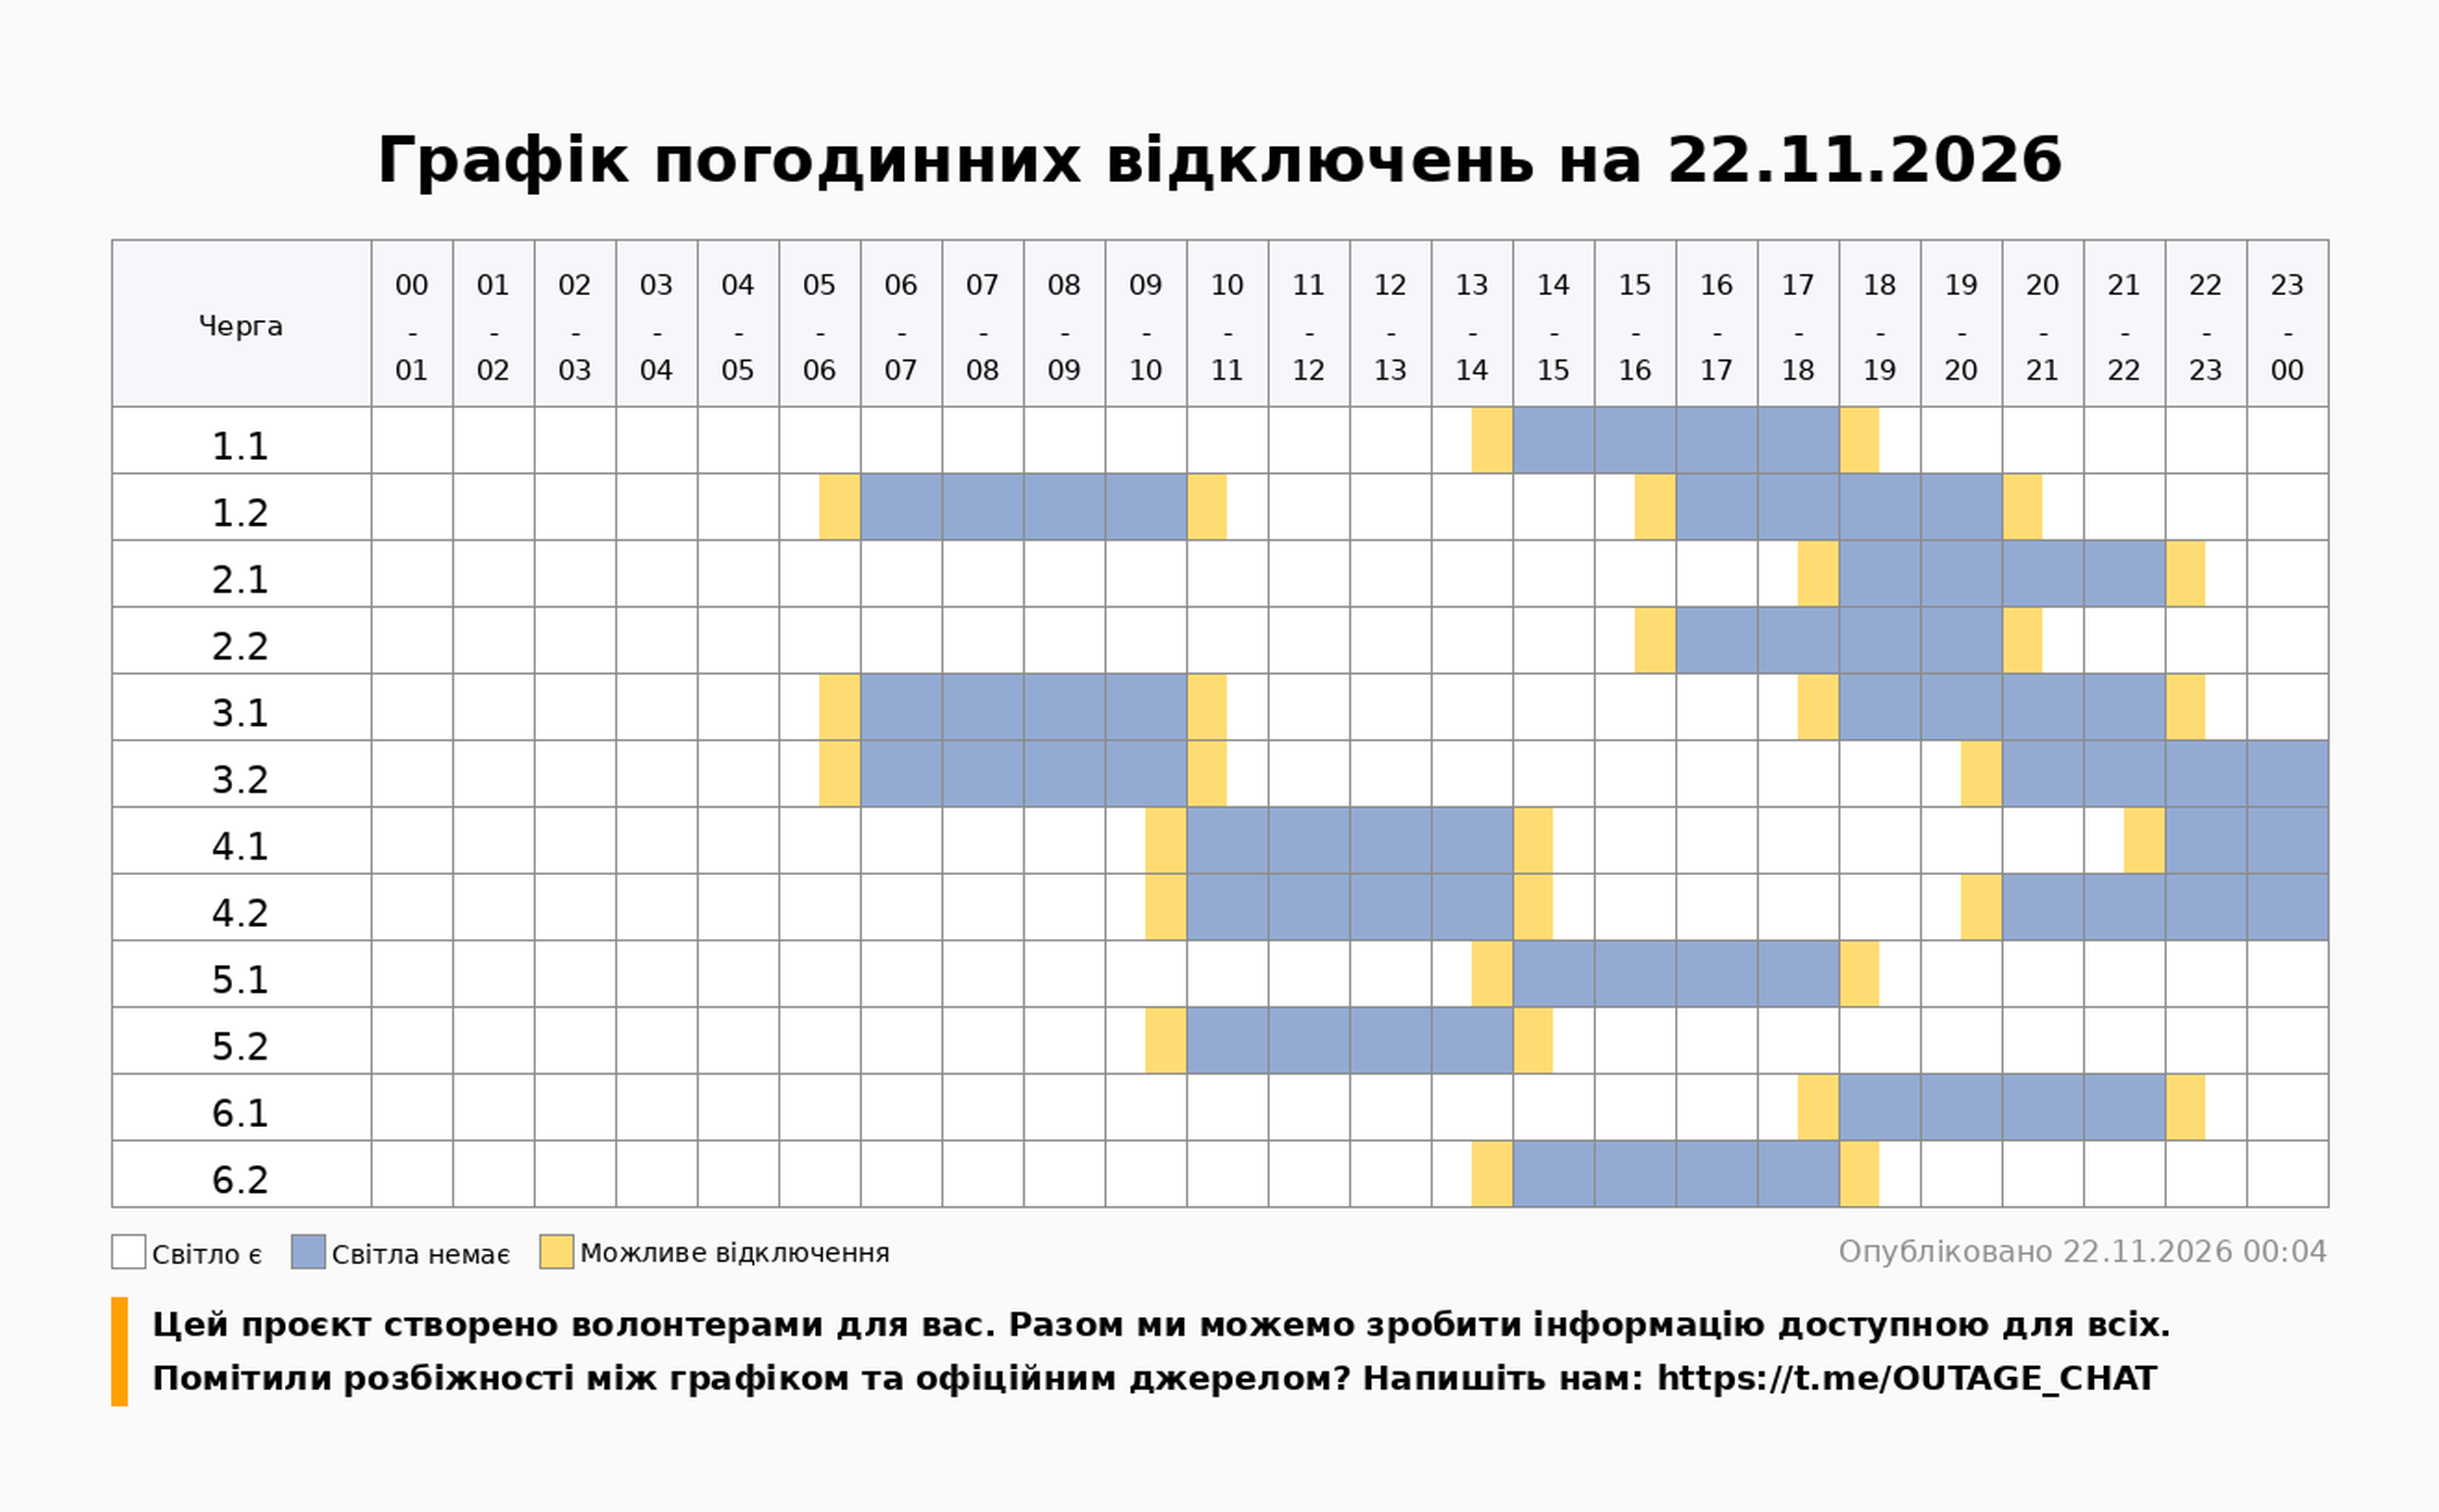 Графік погодинних відключень на 22.11.2026
Черга 00 - 01 01 - 02 02 - 03 03 - 04 04 - 05 05 - 06 06 - 07 07 - 08 08 - 09 09 - 10 10 - 11 11 - 12 12 - 13 13 - 14 14 - 15 15 - 16 16 - 17 17 - 18 18 - 19 19 - 20 20 - 21 21 - 22 22 - 23 23 - 00
1.1
1.2
2.1
2.2
3.1
3.2
4.1
4.2
5.1
5.2
6.1
6.2
Світло є Світла немає Можливе відключення Опубліковано 22.11.2026 00:04
Цей проєкт створено волонтерами для вас. Разом ми можемо зробити інформацію доступною для всіх.
Помітили розбіжності між графіком та офіційним джерелом? Напишіть нам: https://t.me/OUTAGE_CHAT